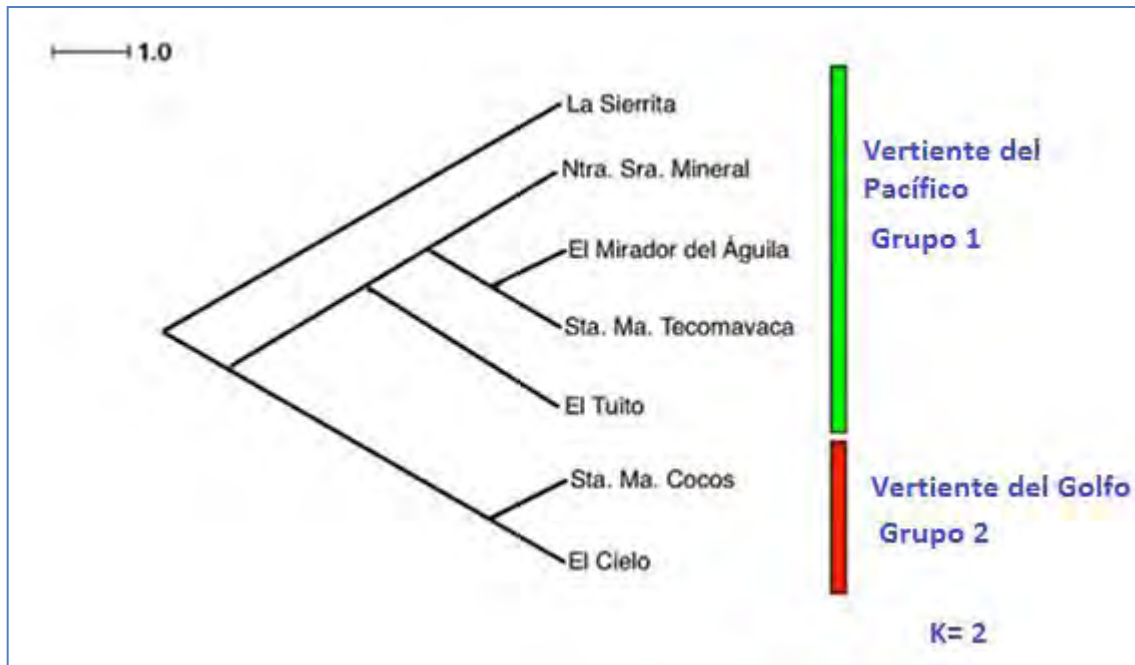 1.0
La Sierrita
Ntra. Sra. Mineral
El Mirador del Águila
Sta. Ma. Tecomavaca
El Tuito
Sta. Ma. Cocos
El Cielo
Vertiente del
Pacífico
Grupo 1
Vertiente del Golfo
Grupo 2
K= 2